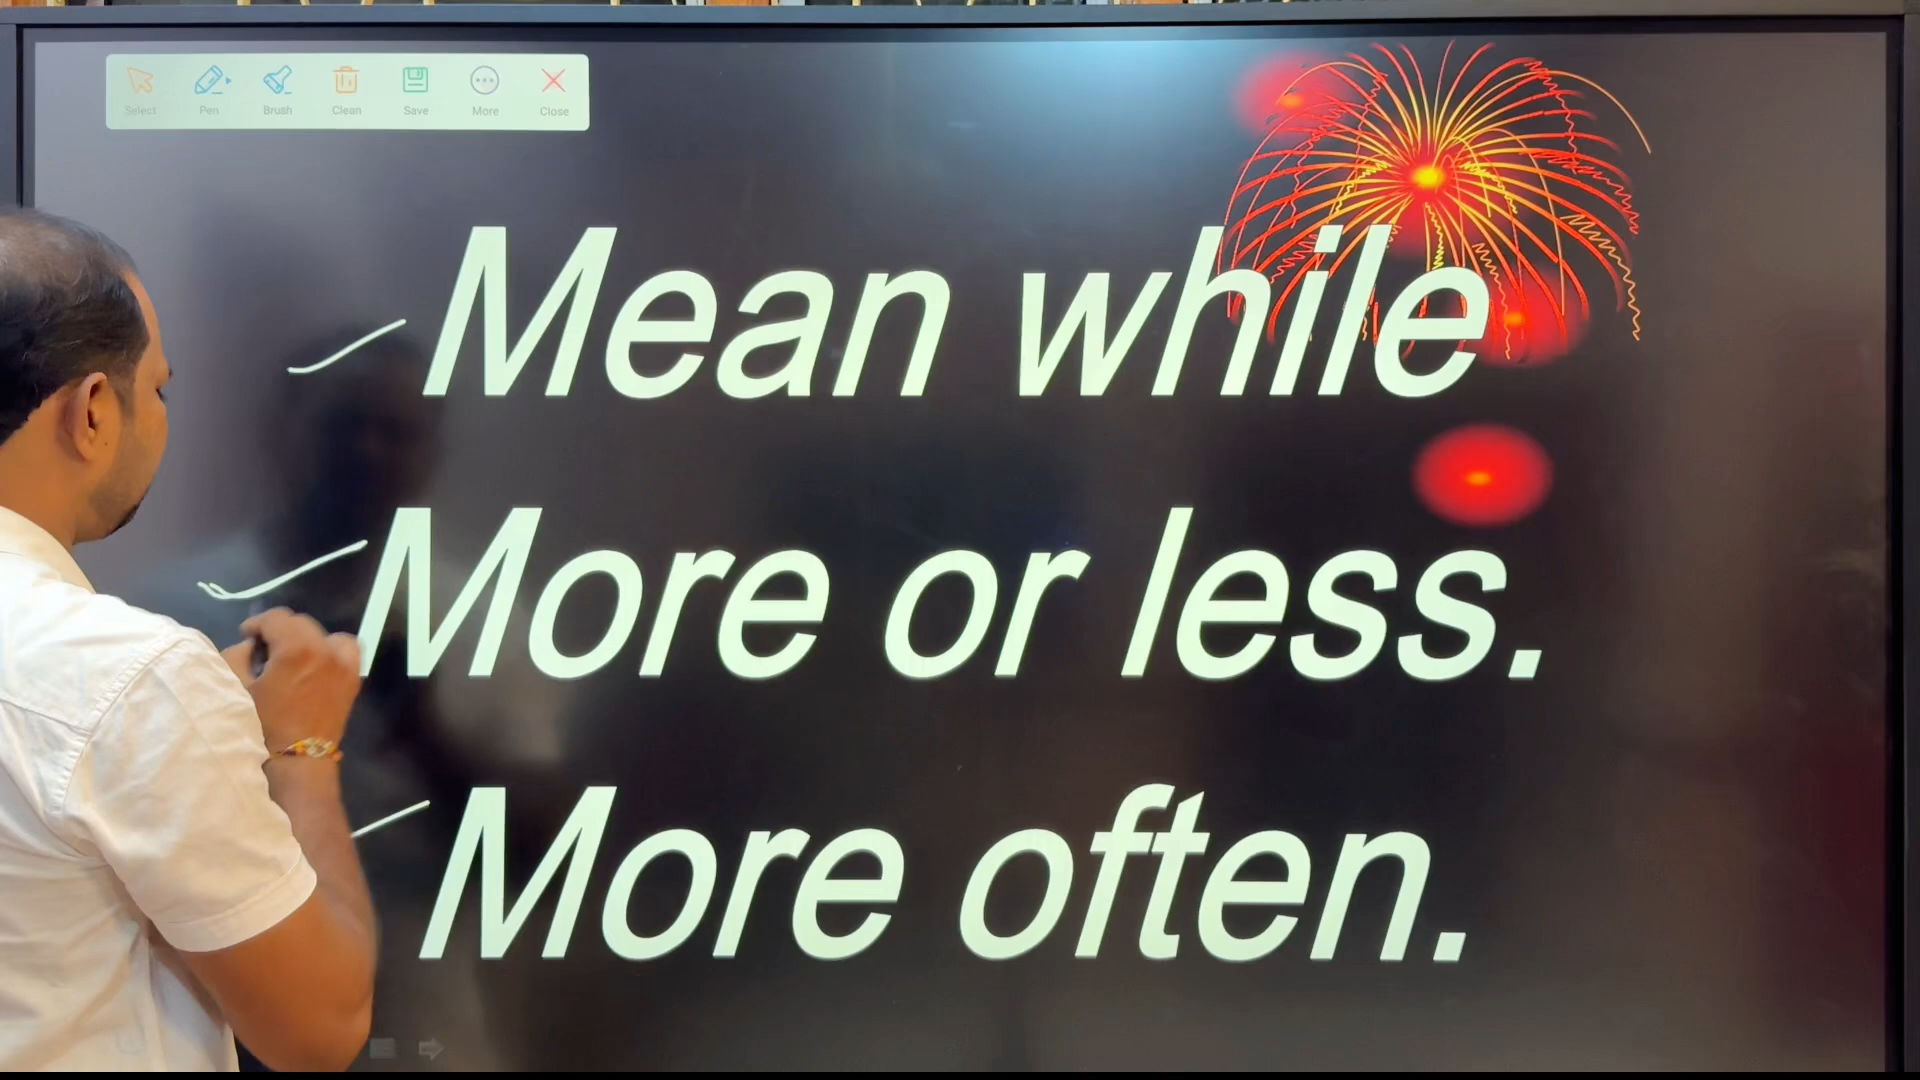 Select Pen Brush Clean Save More Close
Mean while
More or less.
More often.